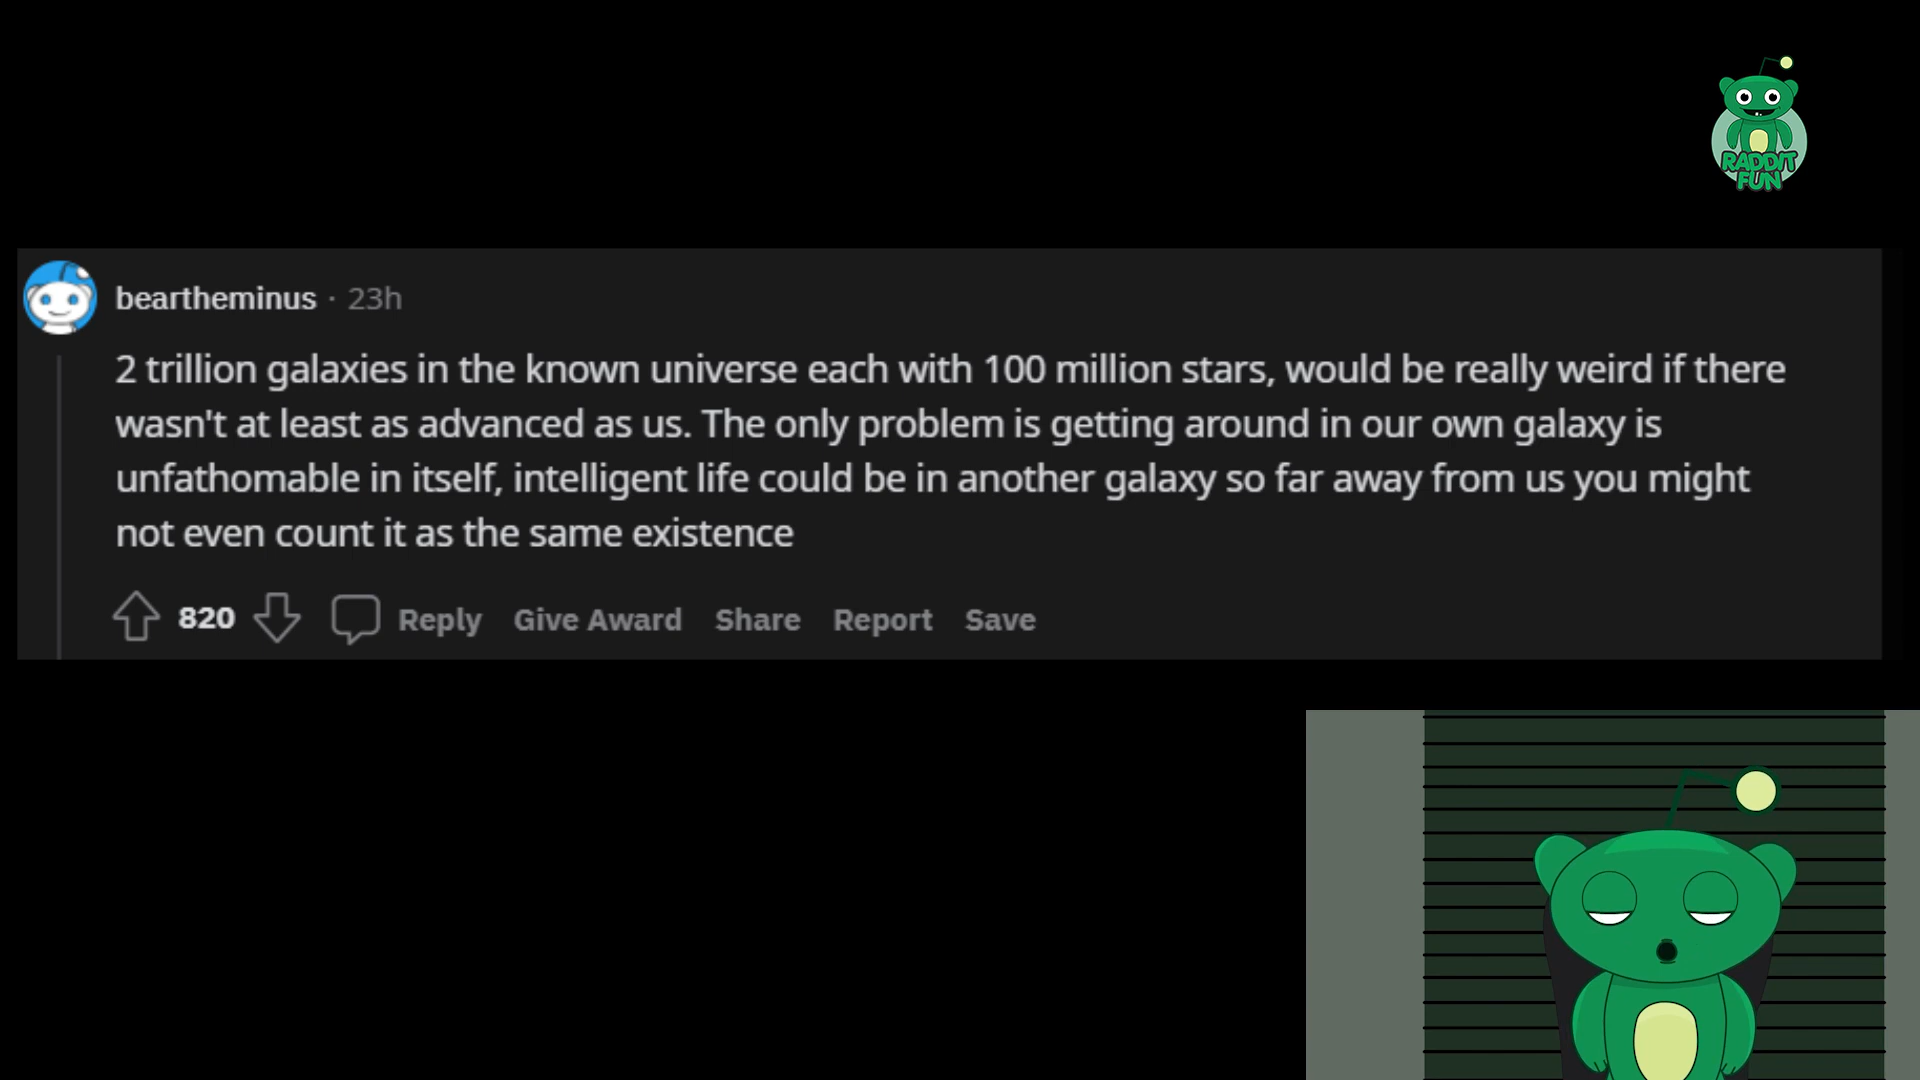 RADDIT
FUN
beartheminus · 23h
2 trillion galaxies in the known universe each with 100 million stars, would be really weird if there
wasn't at least as advanced as us. The only problem is getting around in our own galaxy is
unfathomable in itself, intelligent life could be in another galaxy so far away from us you might
not even count it as the same existence
820 Reply Give Award Share Report Save